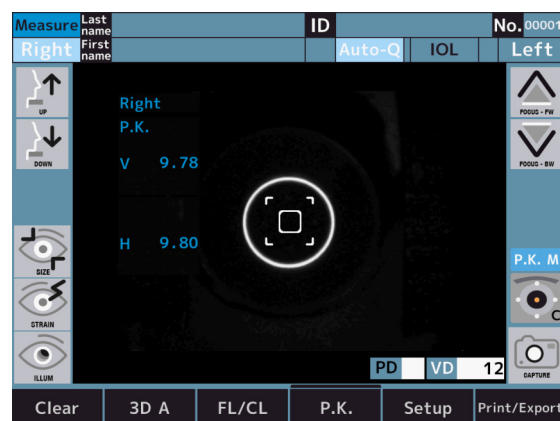 Measure Last name ID No. 00001
Right First name Auto-Q IOL Left
UP
FOCUS - FW
Right
P.K.
DOWN
FOCUS - BW
V 9.78
H 9.80
SIZE
P.K. M
C
STRAIN
PD VD 12
ILLUM
CAPTURE
Clear 3D A FL/CL P.K. Setup Print/Export